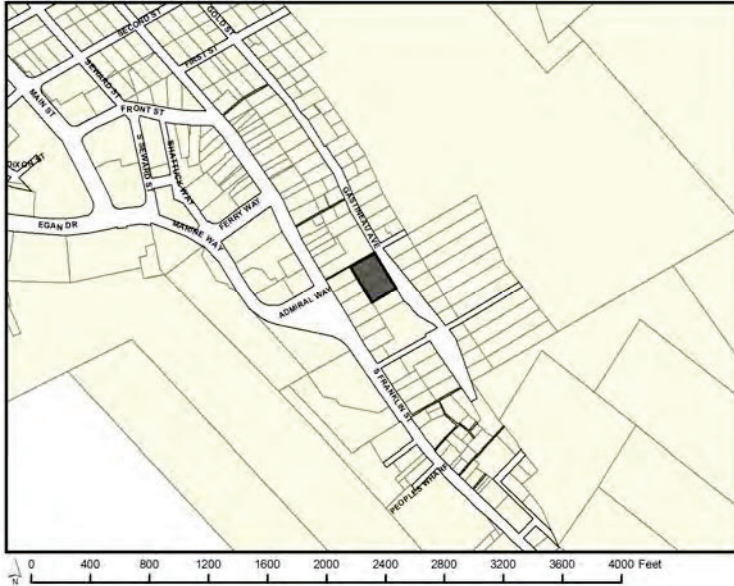 SECOND ST
GOLD ST
FIRST ST
SEWARD ST
MAIN ST
FRONT ST
DIXON ST
S SEWARD ST
SHATTUCK WAY
GASTINEAU AVE
FERRY WAY
EGAN DR
MARINE WAY
ADMIRAL WAY
S FRANKLIN ST
PEOPLES WHARF
N
0 400 800 1200 1600 2000 2400 2800 3200 3600 4000 Feet